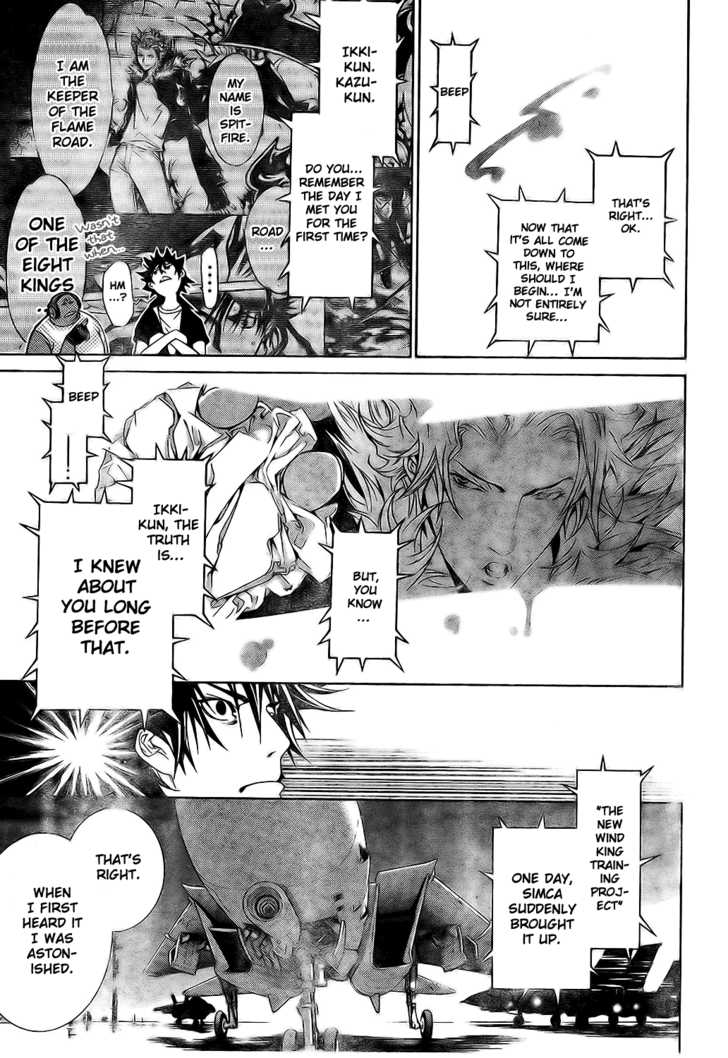 BEEP
THAT'S
RIGHT...
OK.
NOW THAT
IT'S ALL COME
DOWN TO
THIS, WHERE
SHOULD I
BEGIN... I'M
NOT ENTIRELY
SURE...
IKKI-
KUN.
KAZU-
KUN.
DO YOU...
REMEMBER
THE DAY I
MET YOU
FOR THE
FIRST TIME?
MY
NAME IS
SPIT-
FIRE.
I AM
THE
KEEPER
OF THE
FLAME
ROAD.
ROAD
...
ONE
OF THE
EIGHT
KINGS
...
Wasn't
that
when...
HM
...?
....
BEEP
...!
BUT,
YOU
KNOW
...
IKKI-
KUN, THE
TRUTH
IS...
I KNEW
ABOUT
YOU LONG
BEFORE
THAT.
"THE
NEW
WIND
KING
TRAIN-
ING
PROJ-
ECT"
ONE DAY,
SIMCA
SUDDENLY
BROUGHT
IT UP.
THAT'S
RIGHT.
WHEN
I FIRST
HEARD IT
I WAS
ASTON-
ISHED.